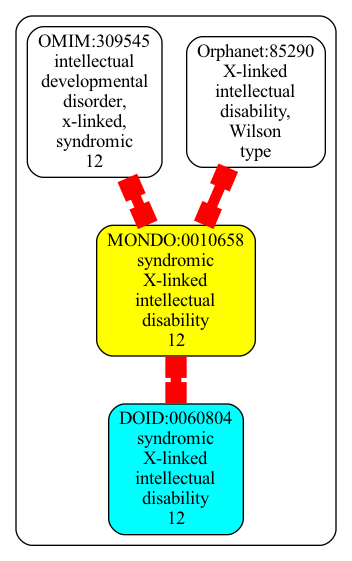 OMIM:309545
intellectual
developmental
disorder,
x-linked,
syndromic
12
Orphanet:85290
X-linked
intellectual
disability,
Wilson
type
MONDO:0010658
syndromic
X-linked
intellectual
disability
12
DOID:0060804
syndromic
X-linked
intellectual
disability
12